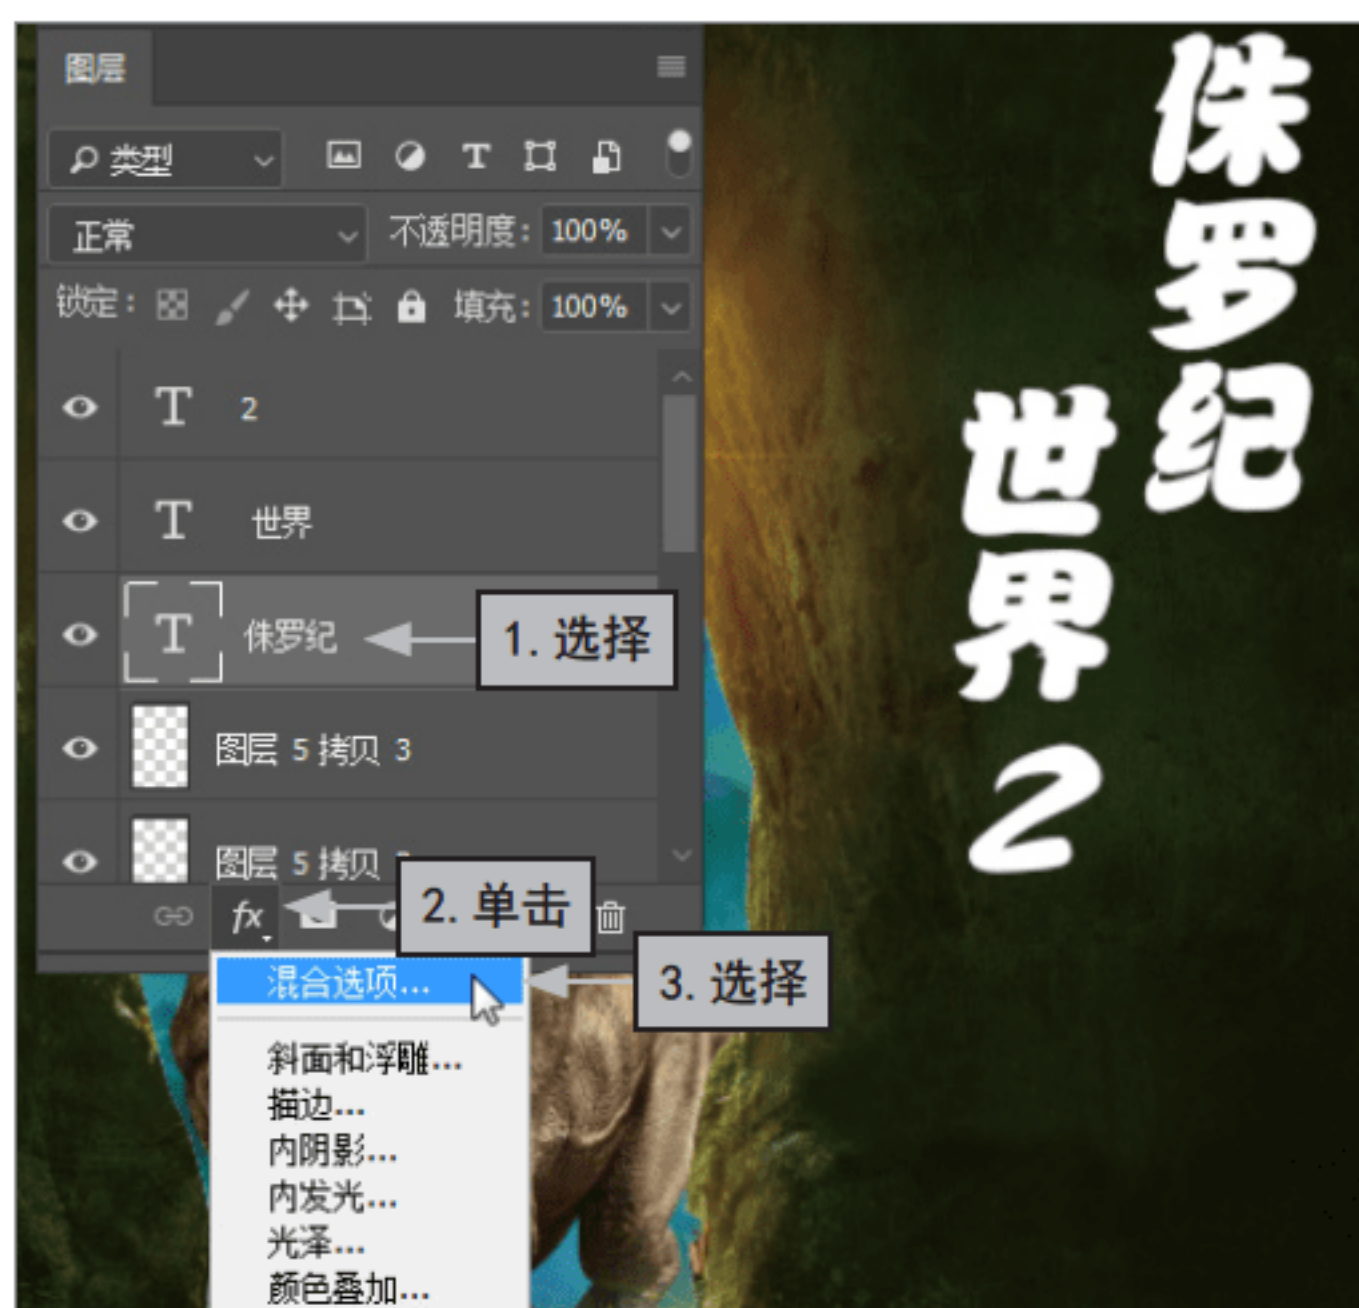 图层
类型
正常 不透明度: 100%
锁定: 填充: 100%
T 2
T 世界
T 侏罗纪
1. 选择
图层 5 拷贝 3
图层 5 拷贝
fx
2. 单击
混合选项...
3. 选择
斜面和浮雕...
描边...
内阴影...
内发光...
光泽...
颜色叠加...
侏罗纪
世界2